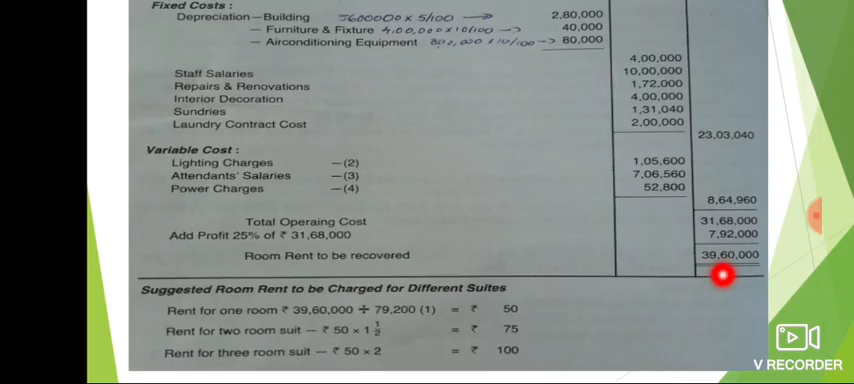 Fixed Costs :
Depreciation — Building 5600000 x 5/100 → 2,80,000
— Furniture & Fixture 4,00,000 x 10/100 → 40,000
— Airconditioning Equipment 800,000 x 10/100 → 80,000
4,00,000
Staff Salaries 10,00,000
Repairs & Renovations 1,72,000
Interior Decoration 4,00,000
Sundries 1,31,040
Laundry Contract Cost 2,00,000
23,03,040
Variable Cost :
Lighting Charges —(2) 1,05,600
Attendants' Salaries —(3) 7,06,560
Power Charges —(4) 52,800
8,64,960
Total Operaing Cost 31,68,000
Add Profit 25% of ₹ 31,68,000 7,92,000
Room Rent to be recovered 39,60,000
Suggested Room Rent to be Charged for Different Suites
Rent for one room ₹ 39,60,000 ÷ 79,200 (1) = ₹ 50
Rent for two room suit — ₹ 50 × 1 1/2 = ₹ 75
Rent for three room suit — ₹ 50 × 2 = ₹ 100
V RECORDER